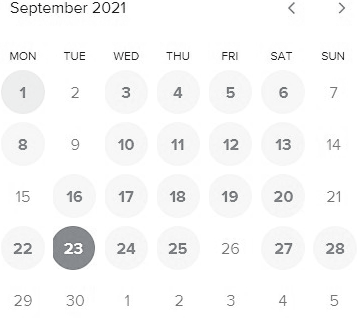 September 2021
MON TUE WED THU FRI SAT SUN
1 2 3 4 5 6 7
8 9 10 11 12 13 14
15 16 17 18 19 20 21
22 23 24 25 26 27 28
29 30 1 2 3 4 5